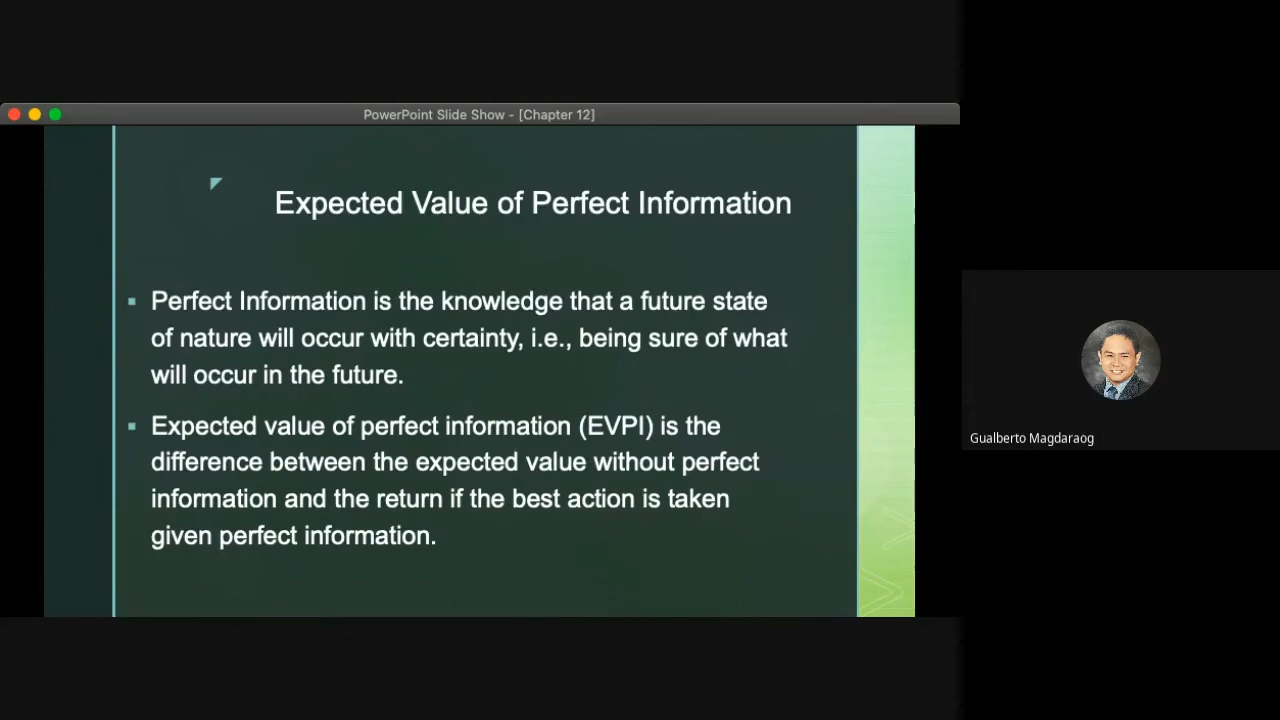 PowerPoint Slide Show - [Chapter 12]
Expected Value of Perfect Information
Perfect Information is the knowledge that a future state
of nature will occur with certainty, i.e., being sure of what
will occur in the future.
Expected value of perfect information (EVPI) is the
difference between the expected value without perfect
information and the return if the best action is taken
given perfect information.
Gualberto Magdaraog